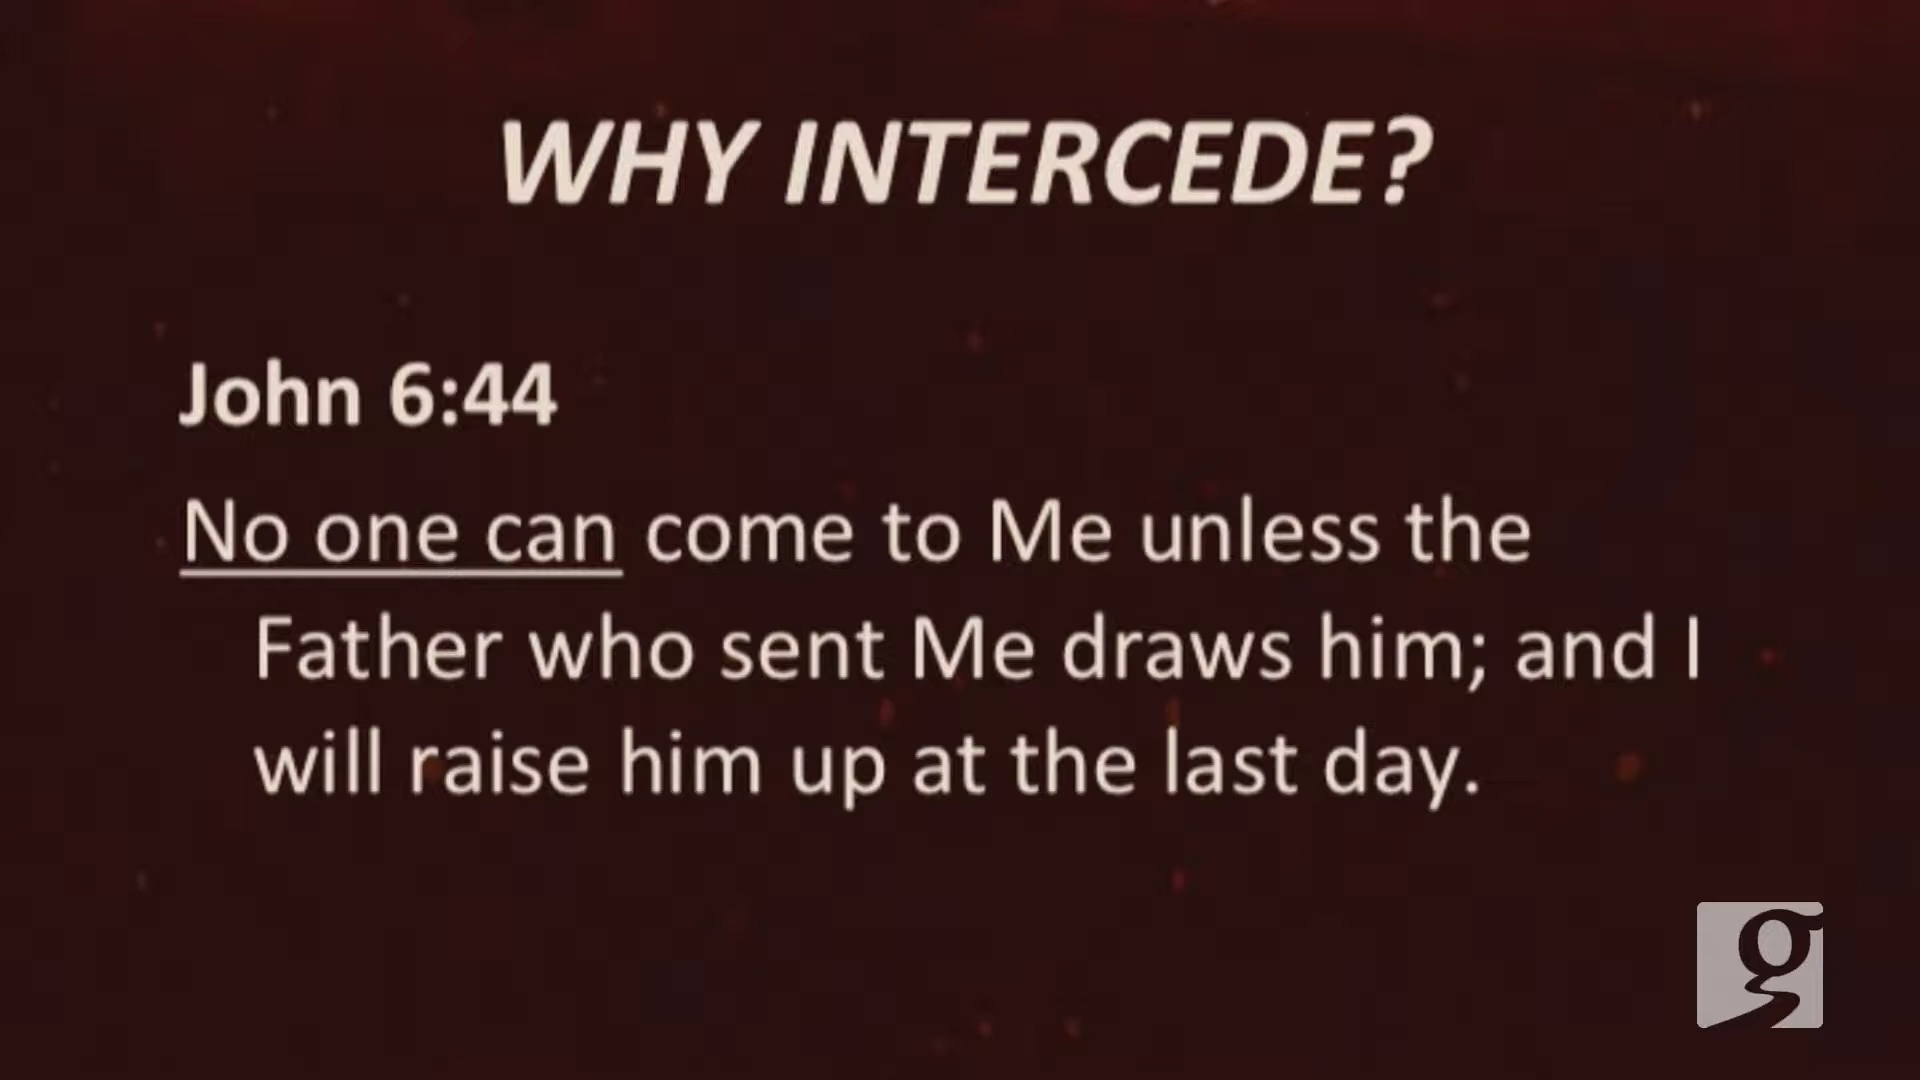 WHY INTERCEDE?
John 6:44
No one can come to Me unless the
Father who sent Me draws him; and I
will raise him up at the last day.
g